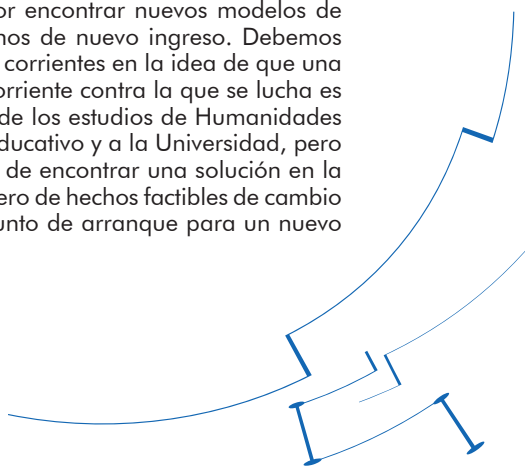 encontrar nuevos modelos de
de nuevo ingreso. Debemos
corrientes en la idea de que una
contra la que se lucha es
de los estudios de Humanidades
y a la Universidad, pero
de encontrar una solución en la
de hechos factibles de cambio
de arranque para un nuevo